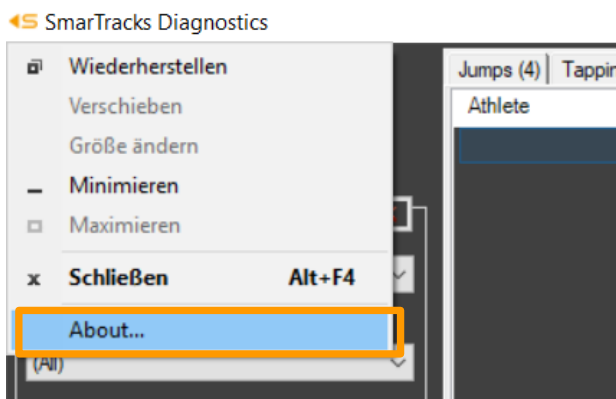 SmarTracks Diagnostics
Wiederherstellen
Verschieben
Größe ändern
Minimieren
Maximieren
Schließen Alt+F4
About...
(All)
Jumps (4) Tappin
Athlete